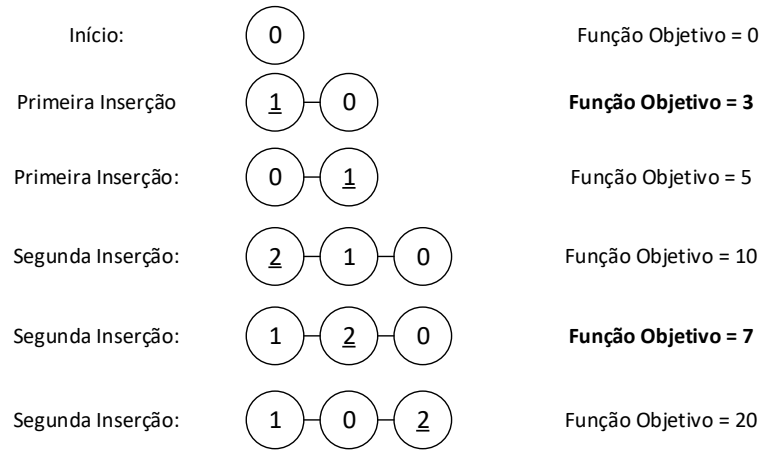 Início: 0 Função Objetivo = 0
Primeira Inserção 1 0 Função Objetivo = 3
Primeira Inserção: 0 1 Função Objetivo = 5
Segunda Inserção: 2 1 0 Função Objetivo = 10
Segunda Inserção: 1 2 0 Função Objetivo = 7
Segunda Inserção: 1 0 2 Função Objetivo = 20